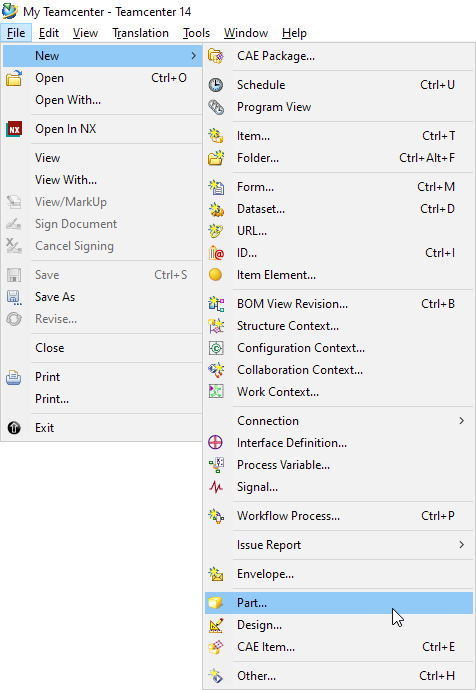 My Teamcenter - Teamcenter 14
File Edit View Translation Tools Window Help
New
Open Ctrl+O
Open With...
Open In NX
View
View With...
View/MarkUp
Sign Document
Cancel Signing
Save Ctrl+S
Save As
Revise...
Close
Print
Print...
Exit
CAE Package...
Schedule Ctrl+U
Program View
Item... Ctrl+T
Folder... Ctrl+Alt+F
Form... Ctrl+M
Dataset... Ctrl+D
URL...
ID... Ctrl+I
Item Element...
BOM View Revision... Ctrl+B
Structure Context...
Configuration Context...
Collaboration Context...
Work Context...
Connection
Interface Definition...
Process Variable...
Signal...
Workflow Process... Ctrl+P
Issue Report
Envelope...
Part...
Design...
CAE Item... Ctrl+E
Other... Ctrl+H